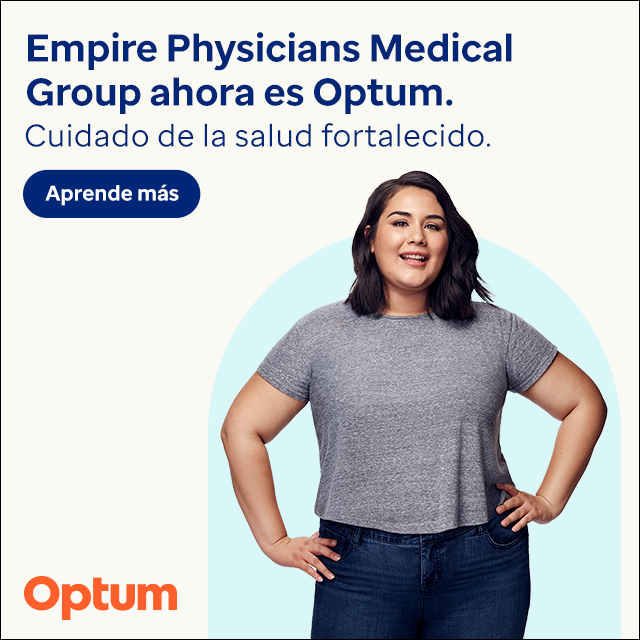 Empire Physicians Medical
Group ahora es Optum.
Cuidado de la salud fortalecido.
Aprende más
Optum